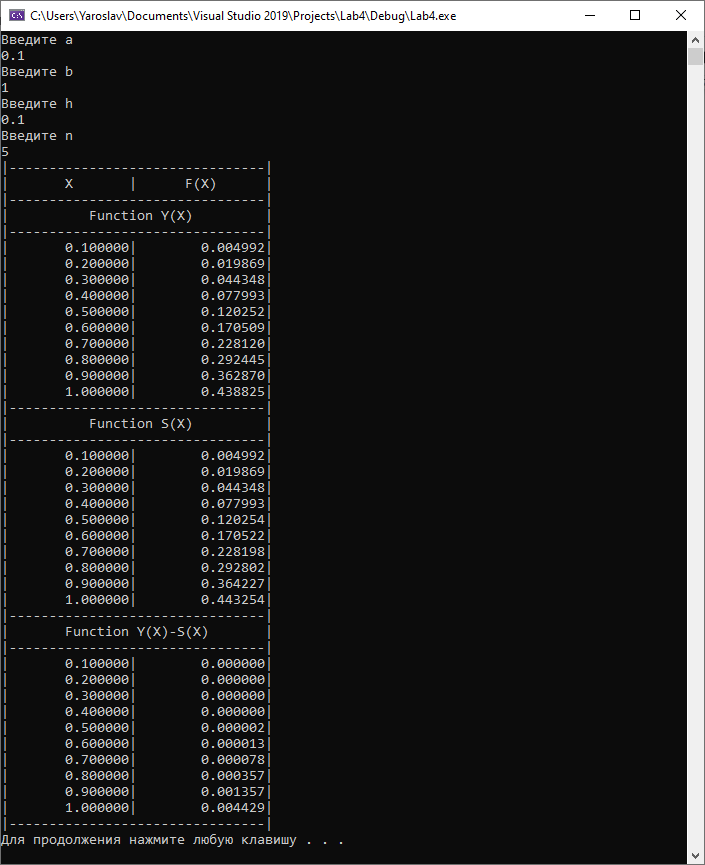 C:\Users\Yaroslav\Documents\Visual Studio 2019\Projects\Lab4\Debug\Lab4.exe
Введите a
0.1
Введите b
1
Введите h
0.1
Введите n
5
|--------------------------------|
|       X       |      F(X)      |
|--------------------------------|
|          Function Y(X)         |
|--------------------------------|
|       0.100000|        0.004992|
|       0.200000|        0.019869|
|       0.300000|        0.044348|
|       0.400000|        0.077993|
|       0.500000|        0.120252|
|       0.600000|        0.170509|
|       0.700000|        0.228120|
|       0.800000|        0.292445|
|       0.900000|        0.362870|
|       1.000000|        0.438825|
|--------------------------------|
|          Function S(X)         |
|--------------------------------|
|       0.100000|        0.004992|
|       0.200000|        0.019869|
|       0.300000|        0.044348|
|       0.400000|        0.077993|
|       0.500000|        0.120254|
|       0.600000|        0.170522|
|       0.700000|        0.228198|
|       0.800000|        0.292802|
|       0.900000|        0.364227|
|       1.000000|        0.443254|
|--------------------------------|
|       Function Y(X)-S(X)       |
|--------------------------------|
|       0.100000|        0.000000|
|       0.200000|        0.000000|
|       0.300000|        0.000000|
|       0.400000|        0.000000|
|       0.500000|        0.000002|
|       0.600000|        0.000013|
|       0.700000|        0.000078|
|       0.800000|        0.000357|
|       0.900000|        0.001357|
|       1.000000|        0.004429|
|--------------------------------|
Для продолжения нажмите любую клавишу . . .